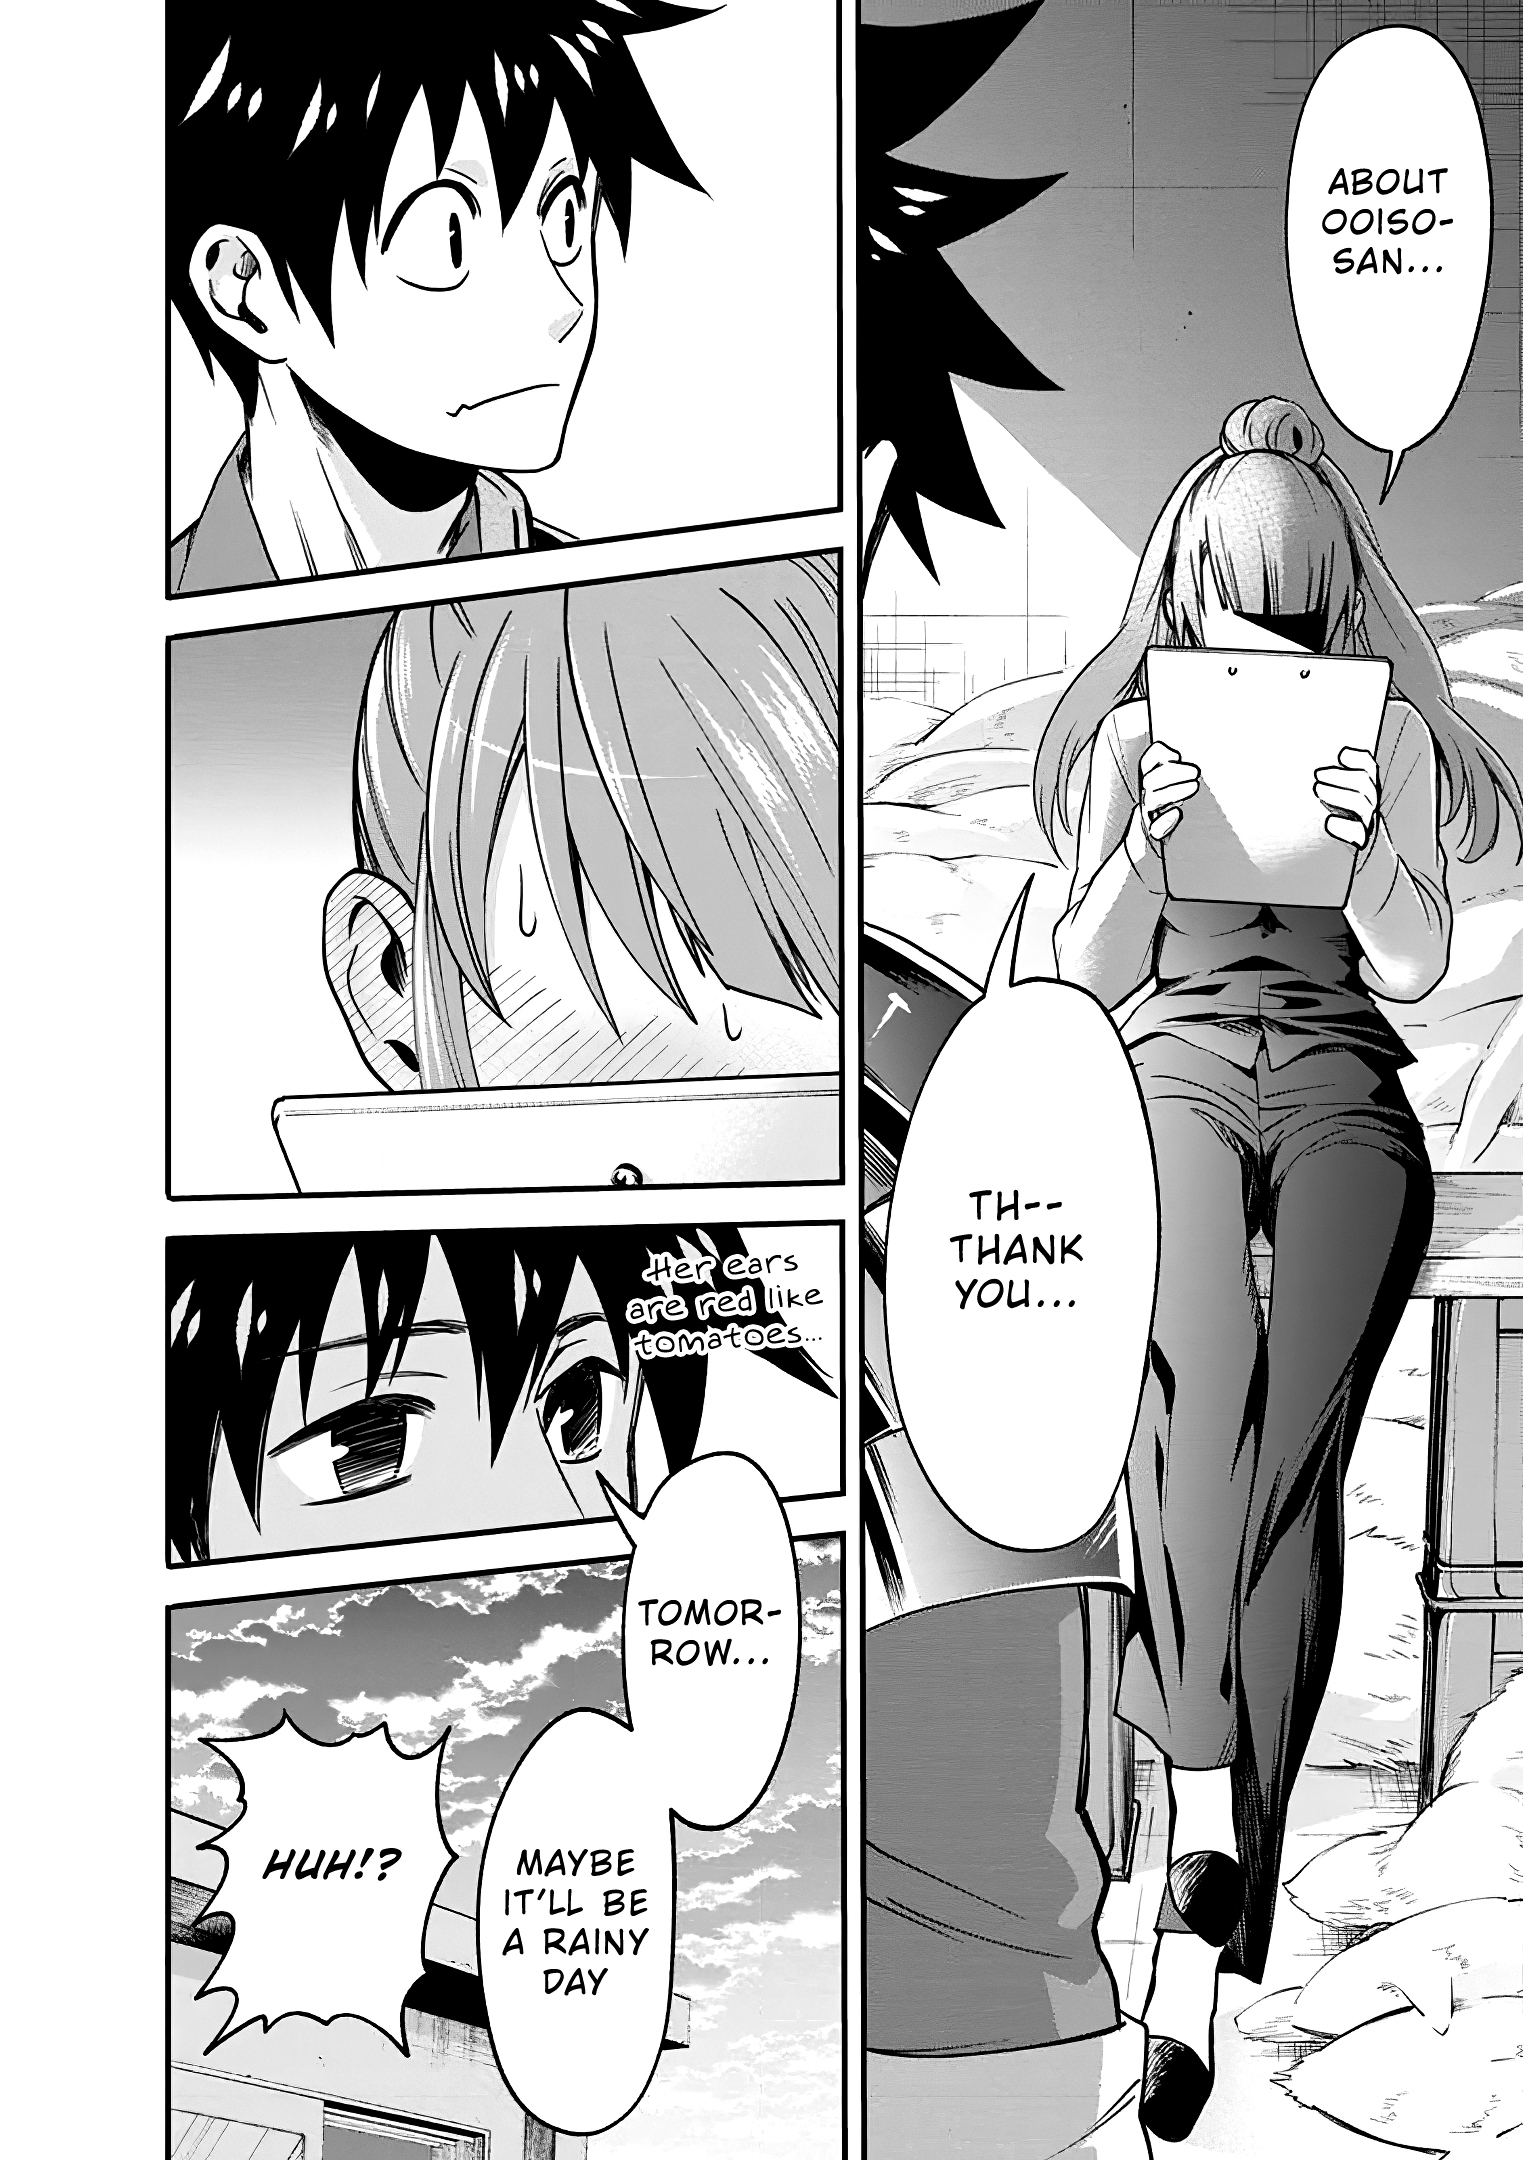 ABOUT
OOISO-
SAN...
TH--
THANK
YOU...
Her ears
are red like
tomatoes...
TOMOR-
ROW...
MAYBE
IT'LL BE
A RAINY
DAY
HUH!?